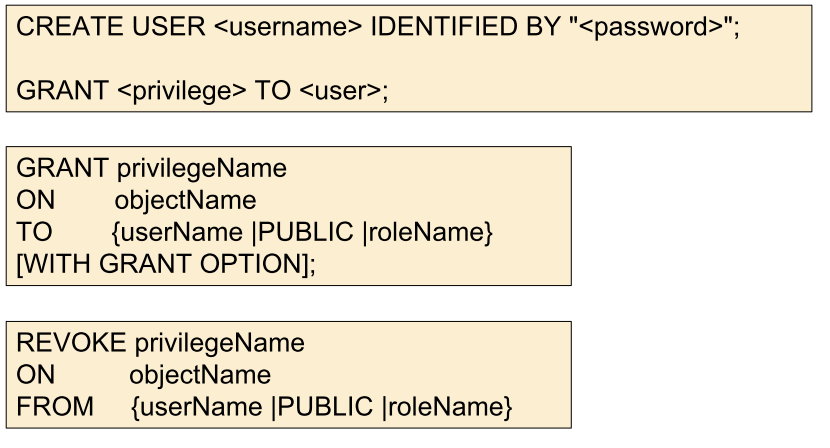 CREATE USER <username> IDENTIFIED BY "<password>";
GRANT <privilege> TO <user>;
GRANT privilegeName
ON objectName
TO {userName |PUBLIC |roleName}
[WITH GRANT OPTION];
REVOKE privilegeName
ON objectName
FROM {userName |PUBLIC |roleName}